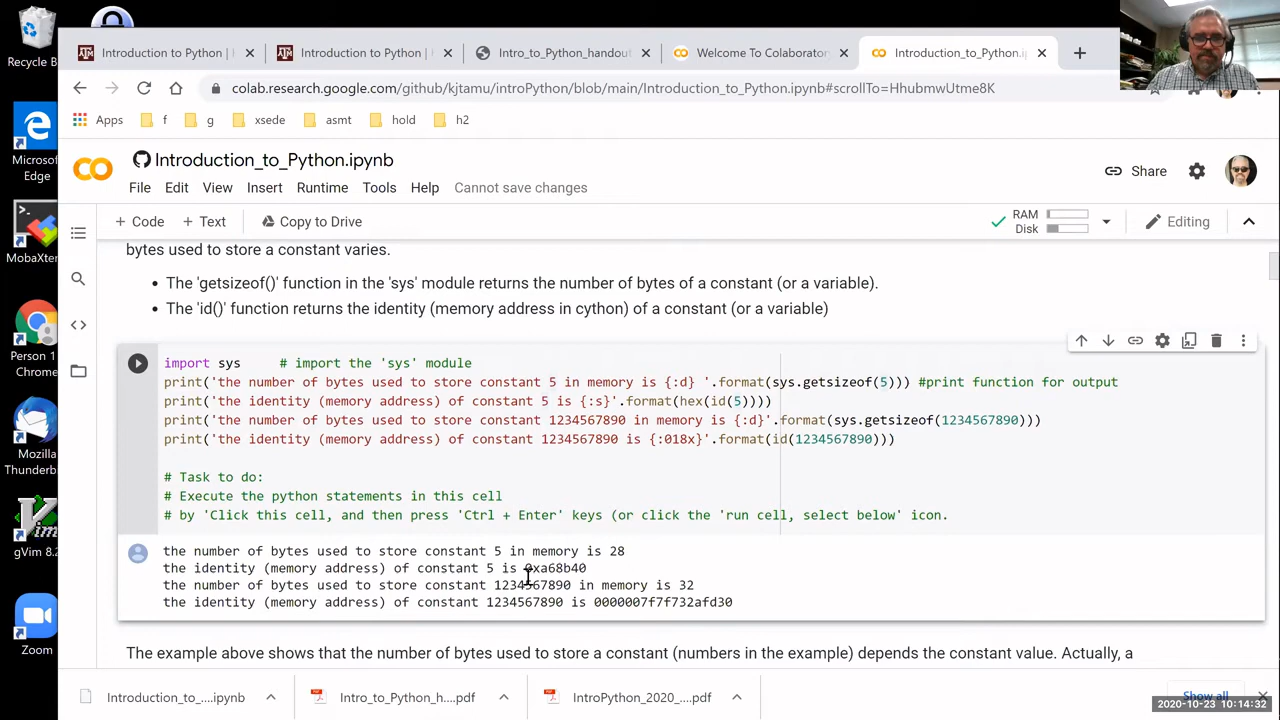 Recycle B
Microsof
Edge
MobaXter
Person 1
Chrom
Mozilla
Thunderb
gVim 8.2
Zoom
Introduction to Python |
Introduction to Python |
Intro_to_Python_handout
Welcome To Colaborator
Introduction_to_Python.i
colab.research.google.com/github/kjtamu/introPython/blob/main/Introduction_to_Python.ipynb#scrollTo=HhubmwUtme8K
Apps f g xsede asmt hold h2
Introduction_to_Python.ipynb
File Edit View Insert Runtime Tools Help Cannot save changes
Share
+ Code + Text Copy to Drive
RAM
Disk
Editing
bytes used to store a constant varies.
• The 'getsizeof()' function in the 'sys' module returns the number of bytes of a constant (or a variable).
• The 'id()' function returns the identity (memory address in cython) of a constant (or a variable)
import sys # import the 'sys' module
print('the number of bytes used to store constant 5 in memory is {:d} '.format(sys.getsizeof(5))) #print function for output
print('the identity (memory address) of constant 5 is {:s}'.format(hex(id(5))))
print('the number of bytes used to store constant 1234567890 in memory is {:d}'.format(sys.getsizeof(1234567890)))
print('the identity (memory address) of constant 1234567890 is {:018x}'.format(id(1234567890)))
# Task to do:
# Execute the python statements in this cell
# by 'Click this cell, and then press 'Ctrl + Enter' keys (or click the 'run cell, select below' icon.
the number of bytes used to store constant 5 in memory is 28
the identity (memory address) of constant 5 is 0xa68b40
the number of bytes used to store constant 1234567890 in memory is 32
the identity (memory address) of constant 1234567890 is 0000007f7f732afd30
The example above shows that the number of bytes used to store a constant (numbers in the example) depends the constant value. Actually, a
Introduction_to_....ipynb
Intro_to_Python_h....pdf
IntroPython_2020_....pdf
Show all
2020-10-23 10:14:32